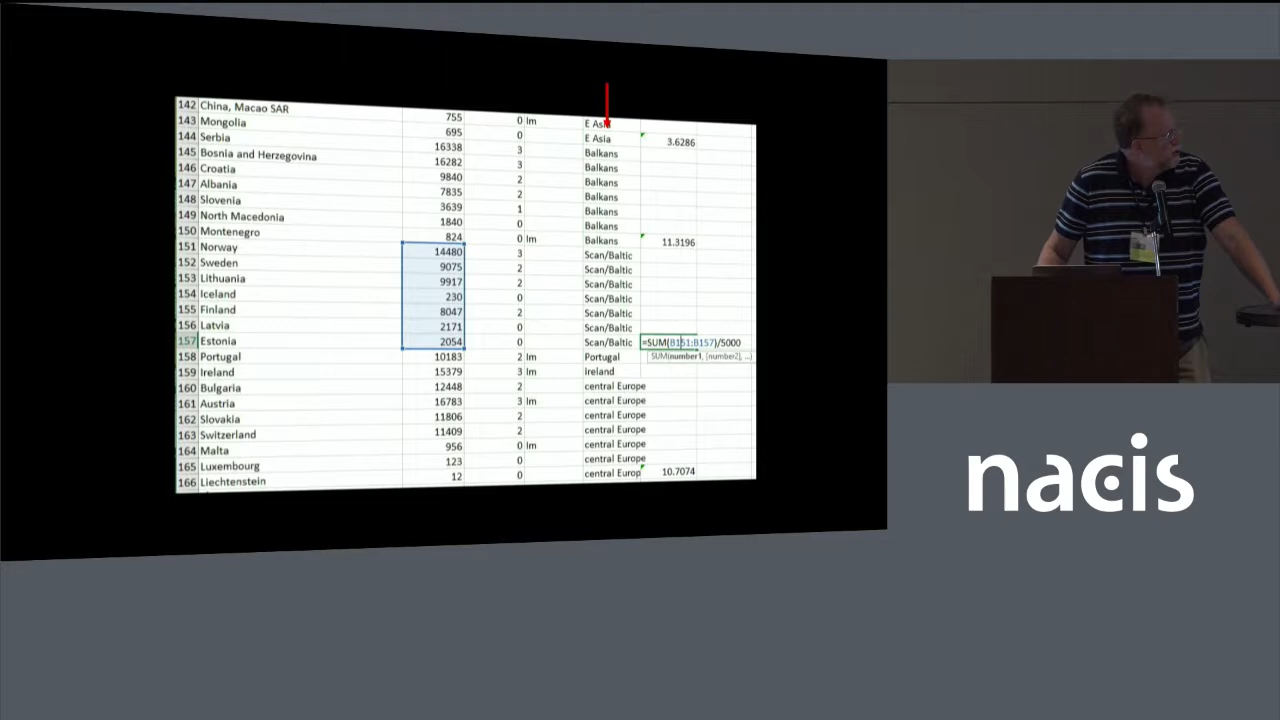 142 China, Macao SAR 755 0 lm E Asia
143 Mongolia 695 0 E Asia 3.6286
144 Serbia 16338 3 Balkans
145 Bosnia and Herzegovina 16282 3 Balkans
146 Croatia 9840 2 Balkans
147 Albania 7835 2 Balkans
148 Slovenia 3639 1 Balkans
149 North Macedonia 1840 0 Balkans
150 Montenegro 824 0 lm Balkans 11.3196
151 Norway 14480 3 Scan/Baltic
152 Sweden 9075 2 Scan/Baltic
153 Lithuania 9917 2 Scan/Baltic
154 Iceland 230 0 Scan/Baltic
155 Finland 8047 2 Scan/Baltic
156 Latvia 2171 0 Scan/Baltic
157 Estonia 2054 0 Scan/Baltic =SUM(B151:B157)/5000
SUM(number1, [number2], ...)
158 Portugal 10183 2 lm Portugal
159 Ireland 15379 3 lm Ireland
160 Bulgaria 12448 2 central Europe
161 Austria 16783 3 lm central Europe
162 Slovakia 11806 2 central Europe
163 Switzerland 11409 2 central Europe
164 Malta 956 0 lm central Europe
165 Luxembourg 123 0 central Europe
166 Liechtenstein 12 0 central Europ 10.7074
nacis